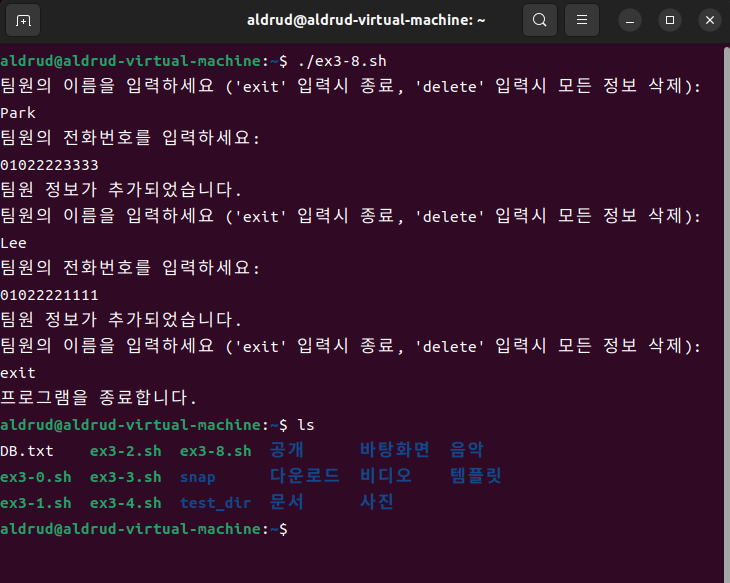 aldrud@aldrud-virtual-machine: ~
aldrud@aldrud-virtual-machine:~$ ./ex3-8.sh
팀원의 이름을 입력하세요 ('exit' 입력시 종료, 'delete' 입력시 모든 정보 삭제):
Park
팀원의 전화번호를 입력하세요:
01022223333
팀원 정보가 추가되었습니다.
팀원의 이름을 입력하세요 ('exit' 입력시 종료, 'delete' 입력시 모든 정보 삭제):
Lee
팀원의 전화번호를 입력하세요:
01022221111
팀원 정보가 추가되었습니다.
팀원의 이름을 입력하세요 ('exit' 입력시 종료, 'delete' 입력시 모든 정보 삭제):
exit
프로그램을 종료합니다.
aldrud@aldrud-virtual-machine:~$ ls
DB.txt    ex3-2.sh  ex3-8.sh  공개      바탕화면  음악
ex3-0.sh  ex3-3.sh  snap      다운로드  비디오    템플릿
ex3-1.sh  ex3-4.sh  test_dir  문서      사진
aldrud@aldrud-virtual-machine:~$